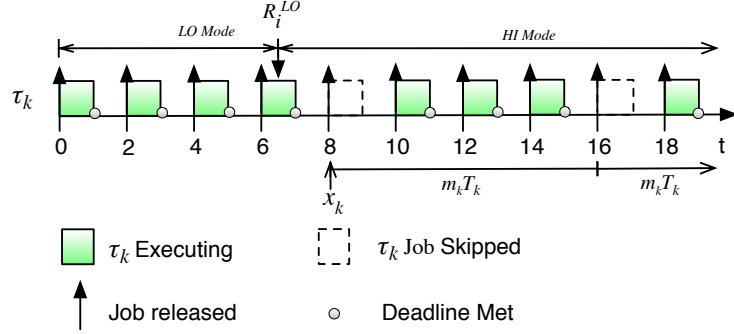 R_i^LO
LO Mode HI Mode
τ_k
0 2 4 6 8 10 12 14 16 18 t
x_k m_kT_k m_kT_k
τ_k Executing τ_k Job Skipped
Job released Deadline Met